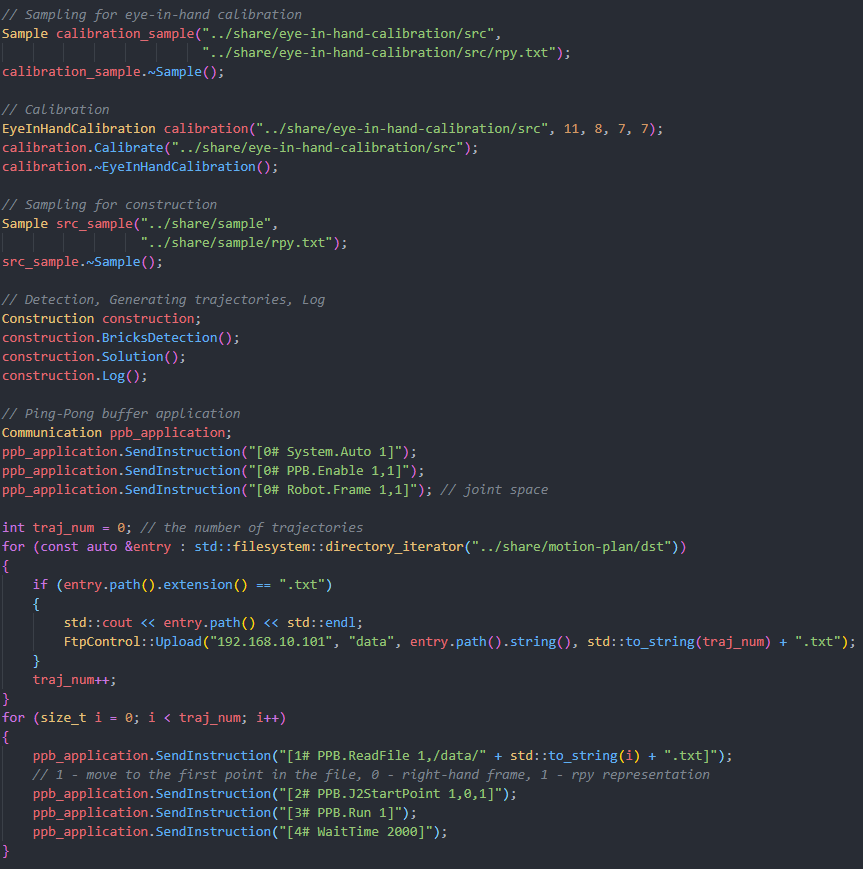 // Sampling for eye-in-hand calibration
Sample calibration_sample("../share/eye-in-hand-calibration/src",
                          "../share/eye-in-hand-calibration/src/rpy.txt");
calibration_sample.~Sample();

// Calibration
EyeInHandCalibration calibration("../share/eye-in-hand-calibration/src", 11, 8, 7, 7);
calibration.Calibrate("../share/eye-in-hand-calibration/src");
calibration.~EyeInHandCalibration();

// Sampling for construction
Sample src_sample("../share/sample",
                  "../share/sample/rpy.txt");
src_sample.~Sample();

// Detection, Generating trajectories, Log
Construction construction;
construction.BricksDetection();
construction.Solution();
construction.Log();

// Ping-Pong buffer application
Communication ppb_application;
ppb_application.SendInstruction("[0# System.Auto 1]");
ppb_application.SendInstruction("[0# PPB.Enable 1,1]");
ppb_application.SendInstruction("[0# Robot.Frame 1,1]"); // joint space

int traj_num = 0; // the number of trajectories
for (const auto &entry : std::filesystem::directory_iterator("../share/motion-plan/dst"))
{
    if (entry.path().extension() == ".txt")
    {
        std::cout << entry.path() << std::endl;
        FtpControl::Upload("192.168.10.101", "data", entry.path().string(), std::to_string(traj_num) + ".txt");
    }
    traj_num++;
}
for (size_t i = 0; i < traj_num; i++)
{
    ppb_application.SendInstruction("[1# PPB.ReadFile 1,/data/" + std::to_string(i) + ".txt]");
    // 1 - move to the first point in the file, 0 - right-hand frame, 1 - rpy representation
    ppb_application.SendInstruction("[2# PPB.J2StartPoint 1,0,1]");
    ppb_application.SendInstruction("[3# PPB.Run 1]");
    ppb_application.SendInstruction("[4# WaitTime 2000]");
}